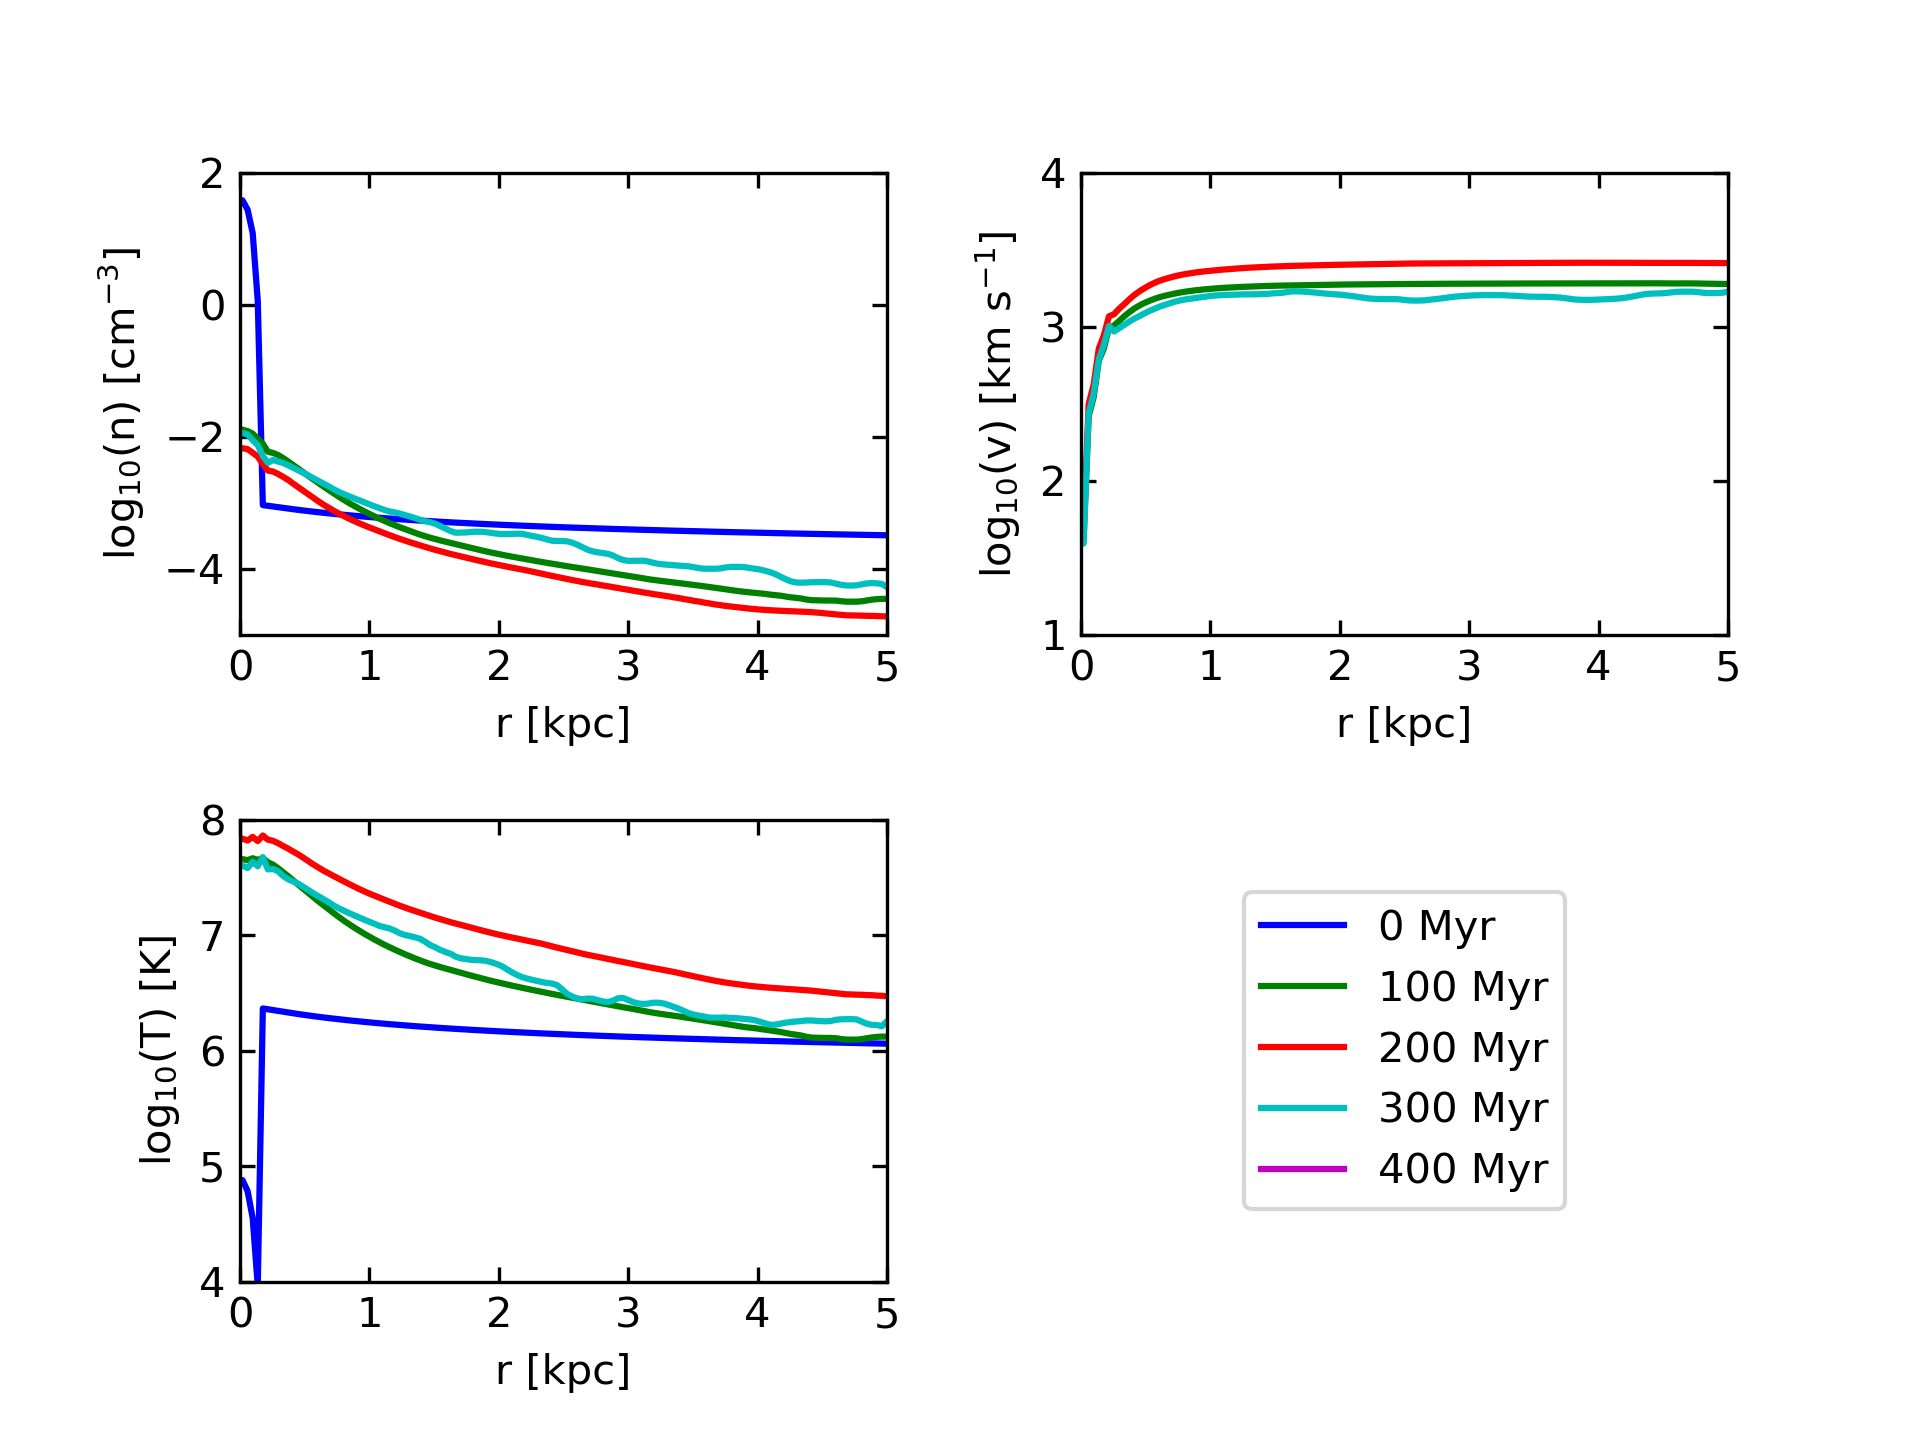 2
0
−2
−4
log₁₀(n) [cm⁻³]
0 1 2 3 4 5
r [kpc]
4
3
2
1
log₁₀(v) [km s⁻¹]
0 1 2 3 4 5
r [kpc]
8
7
6
5
4
log₁₀(T) [K]
0 1 2 3 4 5
r [kpc]
0 Myr
100 Myr
200 Myr
300 Myr
400 Myr